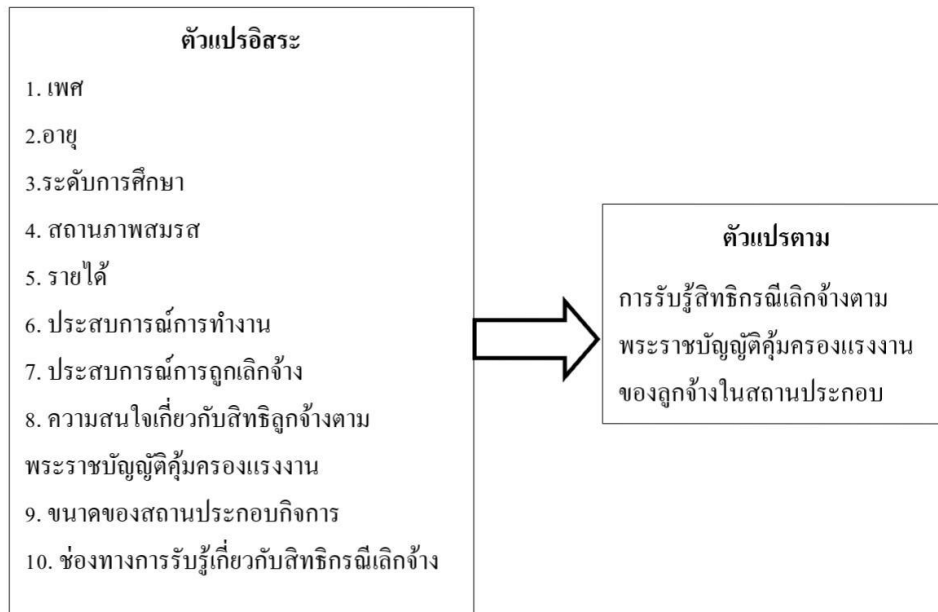 ตัวแปรอิสระ
1. เพศ
2.อายุ
3.ระดับการศึกษา
4. สถานภาพสมรส
5. รายได้
6. ประสบการณ์การทำงาน
7. ประสบการณ์การถูกเลิกจ้าง
8. ความสนใจเกี่ยวกับสิทธิลูกจ้างตาม
พระราชบัญญัติคุ้มครองแรงงาน
9. ขนาดของสถานประกอบกิจการ
10. ช่องทางการรับรู้เกี่ยวกับสิทธิกรณีเลิกจ้าง
ตัวแปรตาม
การรับรู้สิทธิกรณีเลิกจ้างตาม
พระราชบัญญัติคุ้มครองแรงงาน
ของลูกจ้างในสถานประกอบ